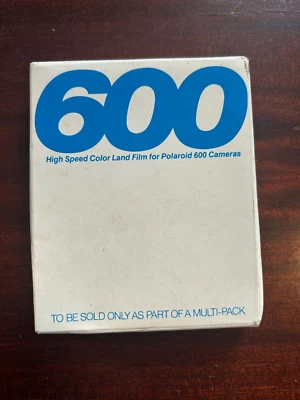 600
High Speed Color Land Film for Polaroid 600 Cameras
TO BE SOLD ONLY AS PART OF A MULTI-PACK